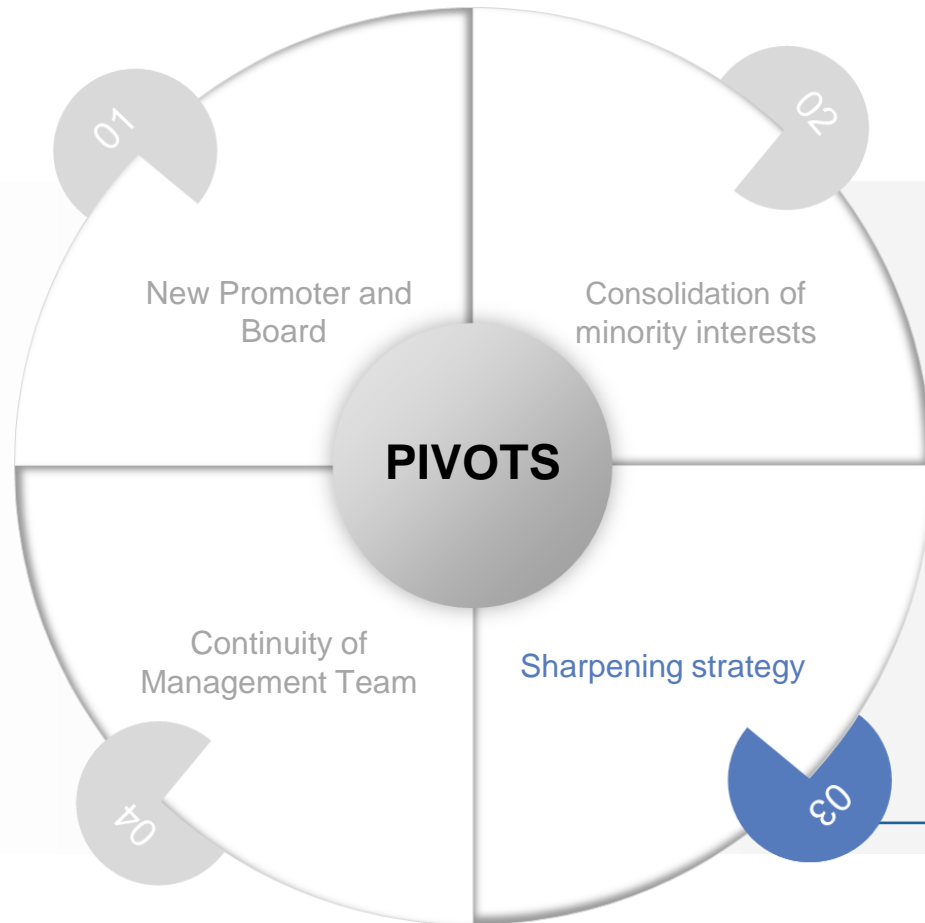 01
02
New Promoter and
Board
Consolidation of
minority interests
PIVOTS
Continuity of
Management Team
Sharpening strategy
04
03